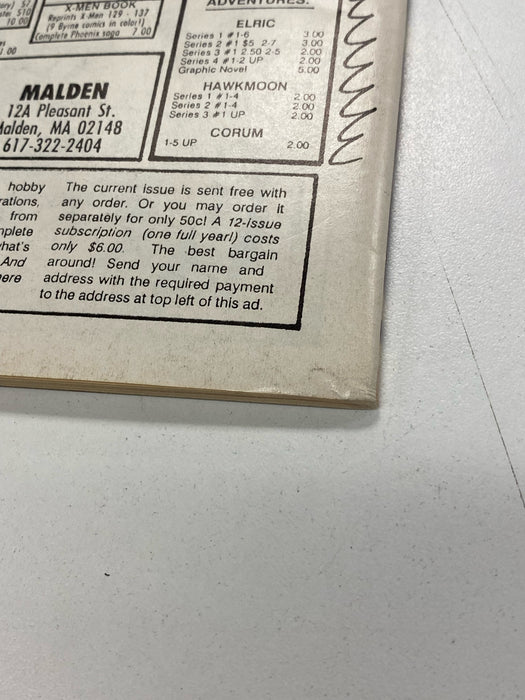 X-MEN BOOK
Reprints X-Men 129 - 137
(9 Byrne comics in color!)
Complete Phoenix saga 7.00
10 00
ADVENTURES:
ELRIC
Series 1 #1-6 3.00
Series 2 #1 $5 2-7 3.00
Series 3 #1 2.50 2-5 2.00
Series 4 #1-2 UP 2.00
Graphic Novel 5.00
HAWKMOON
Series 1 #1-4 2.00
Series 2 #1-4 2.00
Series 3 #1 UP 2.00
CORUM
1-5 UP 2.00
MALDEN
12A Pleasant St.
Malden, MA 02148
617-322-2404
hobby
rations,
from
mplete
hat's
And
ere
The current issue is sent free with
any order. Or you may order it
separately for only 50c! A 12-issue
subscription (one full year!) costs
only $6.00. The best bargain
around! Send your name and
address with the required payment
to the address at top left of this ad.